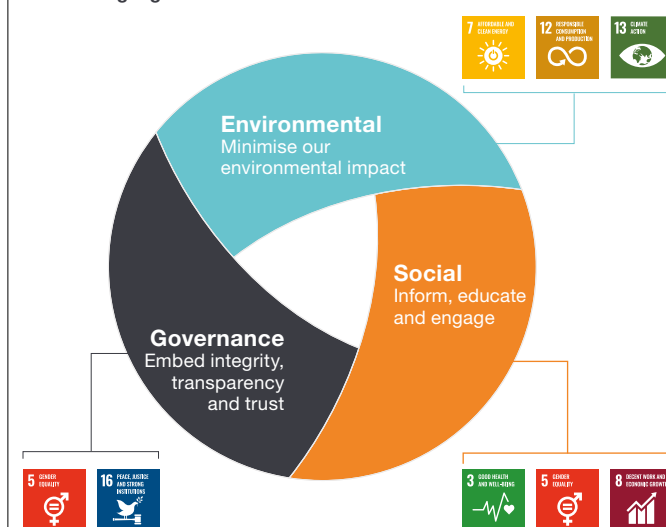 7 AFFORDABLE AND
CLEAN ENERGY
12 RESPONSIBLE
CONSUMPTION
AND PRODUCTION
13 CLIMATE
ACTION
Environmental
Minimise our
environmental impact
Social
Inform, educate
and engage
Governance
Embed integrity,
transparency
and trust
5 GENDER
EQUALITY
16 PEACE, JUSTICE
AND STRONG
INSTITUTIONS
3 GOOD HEALTH
AND WELL-BEING
5 GENDER
EQUALITY
8 DECENT WORK AND
ECONOMIC GROWTH